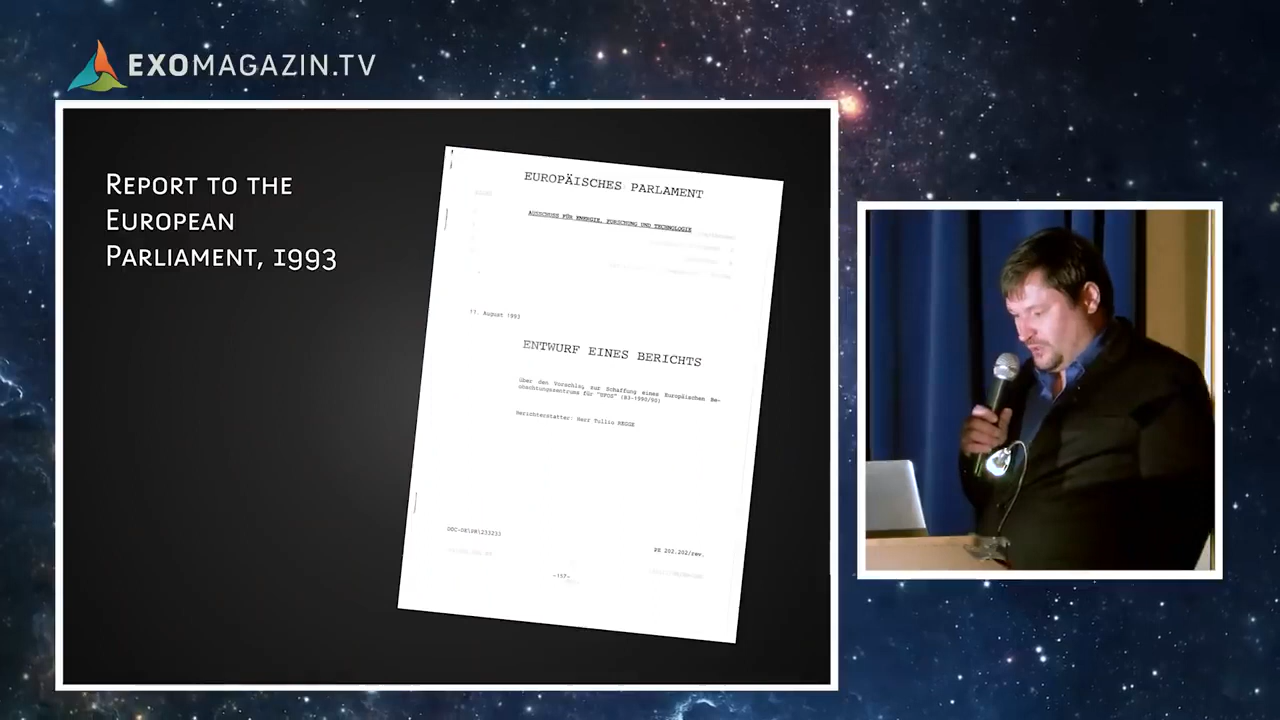 EXOMAGAZIN.TV
REPORT TO THE
EUROPEAN
PARLIAMENT, 1993
EUROPÄISCHES PARLAMENT
AUSSCHUSS FÜR ENERGIE, FORSCHUNG UND TECHNOLOGIE
11. August 1993
ENTWURF EINES BERICHTS
über den Vorschlag zur Schaffung eines Europäischen Be-
obachtungszentrums für "UFOS" (B3-1990/90)
Berichterstatter: Herr Tullio REGGE
DOC-DE\PR\233233
PE 202.202/rev.
-157-